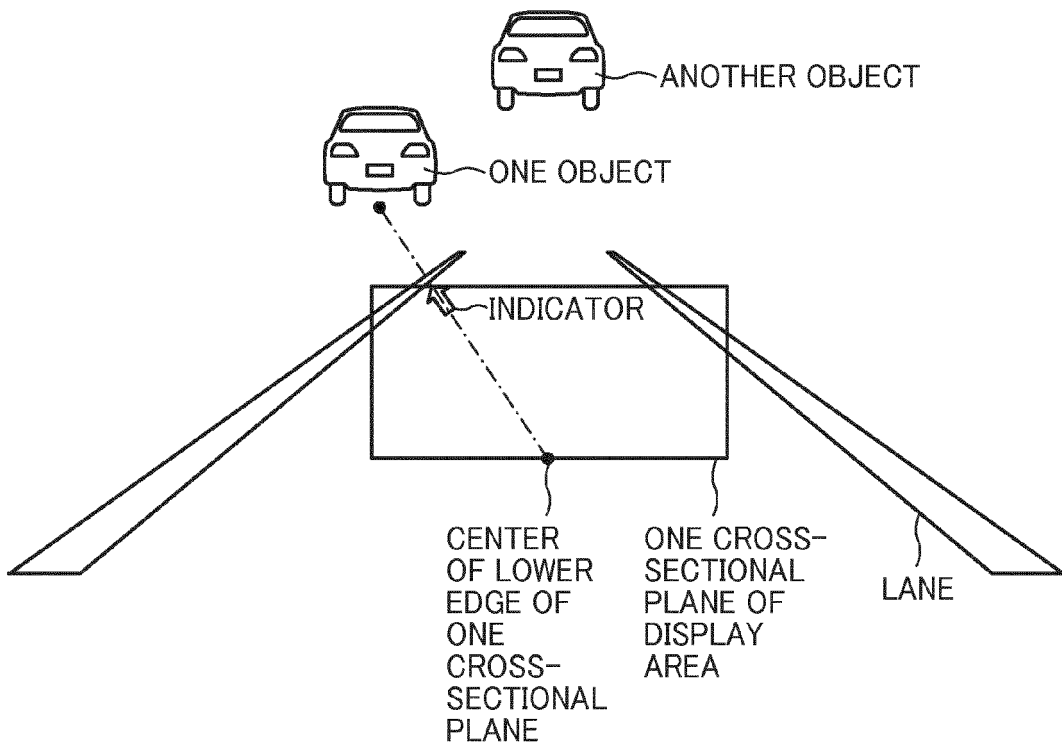 ANOTHER OBJECT
ONE OBJECT
INDICATOR
CENTER
OF LOWER
EDGE OF
ONE
CROSS-
SECTIONAL
PLANE
ONE CROSS-
SECTIONAL
PLANE OF
DISPLAY
AREA
LANE